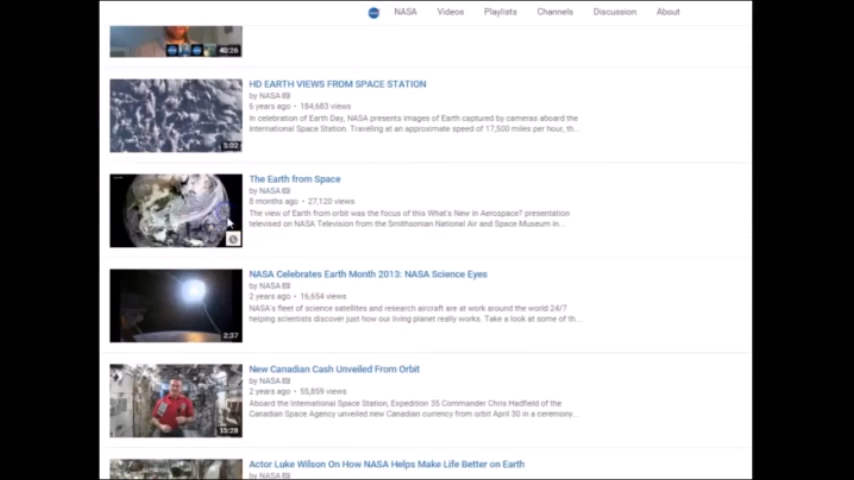 NASA Videos Playlists Channels Discussion About
40:26
HD EARTH VIEWS FROM SPACE STATION
by NASA
6 years ago • 184,683 views
In celebration of Earth Day, NASA presents images of Earth captured by cameras aboard the
International Space Station. Traveling at an approximate speed of 17,500 miles per hour, th...
5:02
The Earth from Space
by NASA
8 months ago • 27,120 views
The view of Earth from orbit was the focus of this What's New in Aerospace? presentation
televised on NASA Television from the Smithsonian National Air and Space Museum in...
NASA Celebrates Earth Month 2013: NASA Science Eyes
by NASA
2 years ago • 16,654 views
NASA's fleet of science satellites and research aircraft are at work around the world 24/7
helping scientists discover just how our living planet really works. Take a look at some of th...
2:37
New Canadian Cash Unveiled From Orbit
by NASA
2 years ago • 55,859 views
Aboard the International Space Station, Expedition 35 Commander Chris Hadfield of the
Canadian Space Agency unveiled new Canadian currency from orbit April 30 in a ceremony...
15:28
Actor Luke Wilson On How NASA Helps Make Life Better on Earth
by NASA